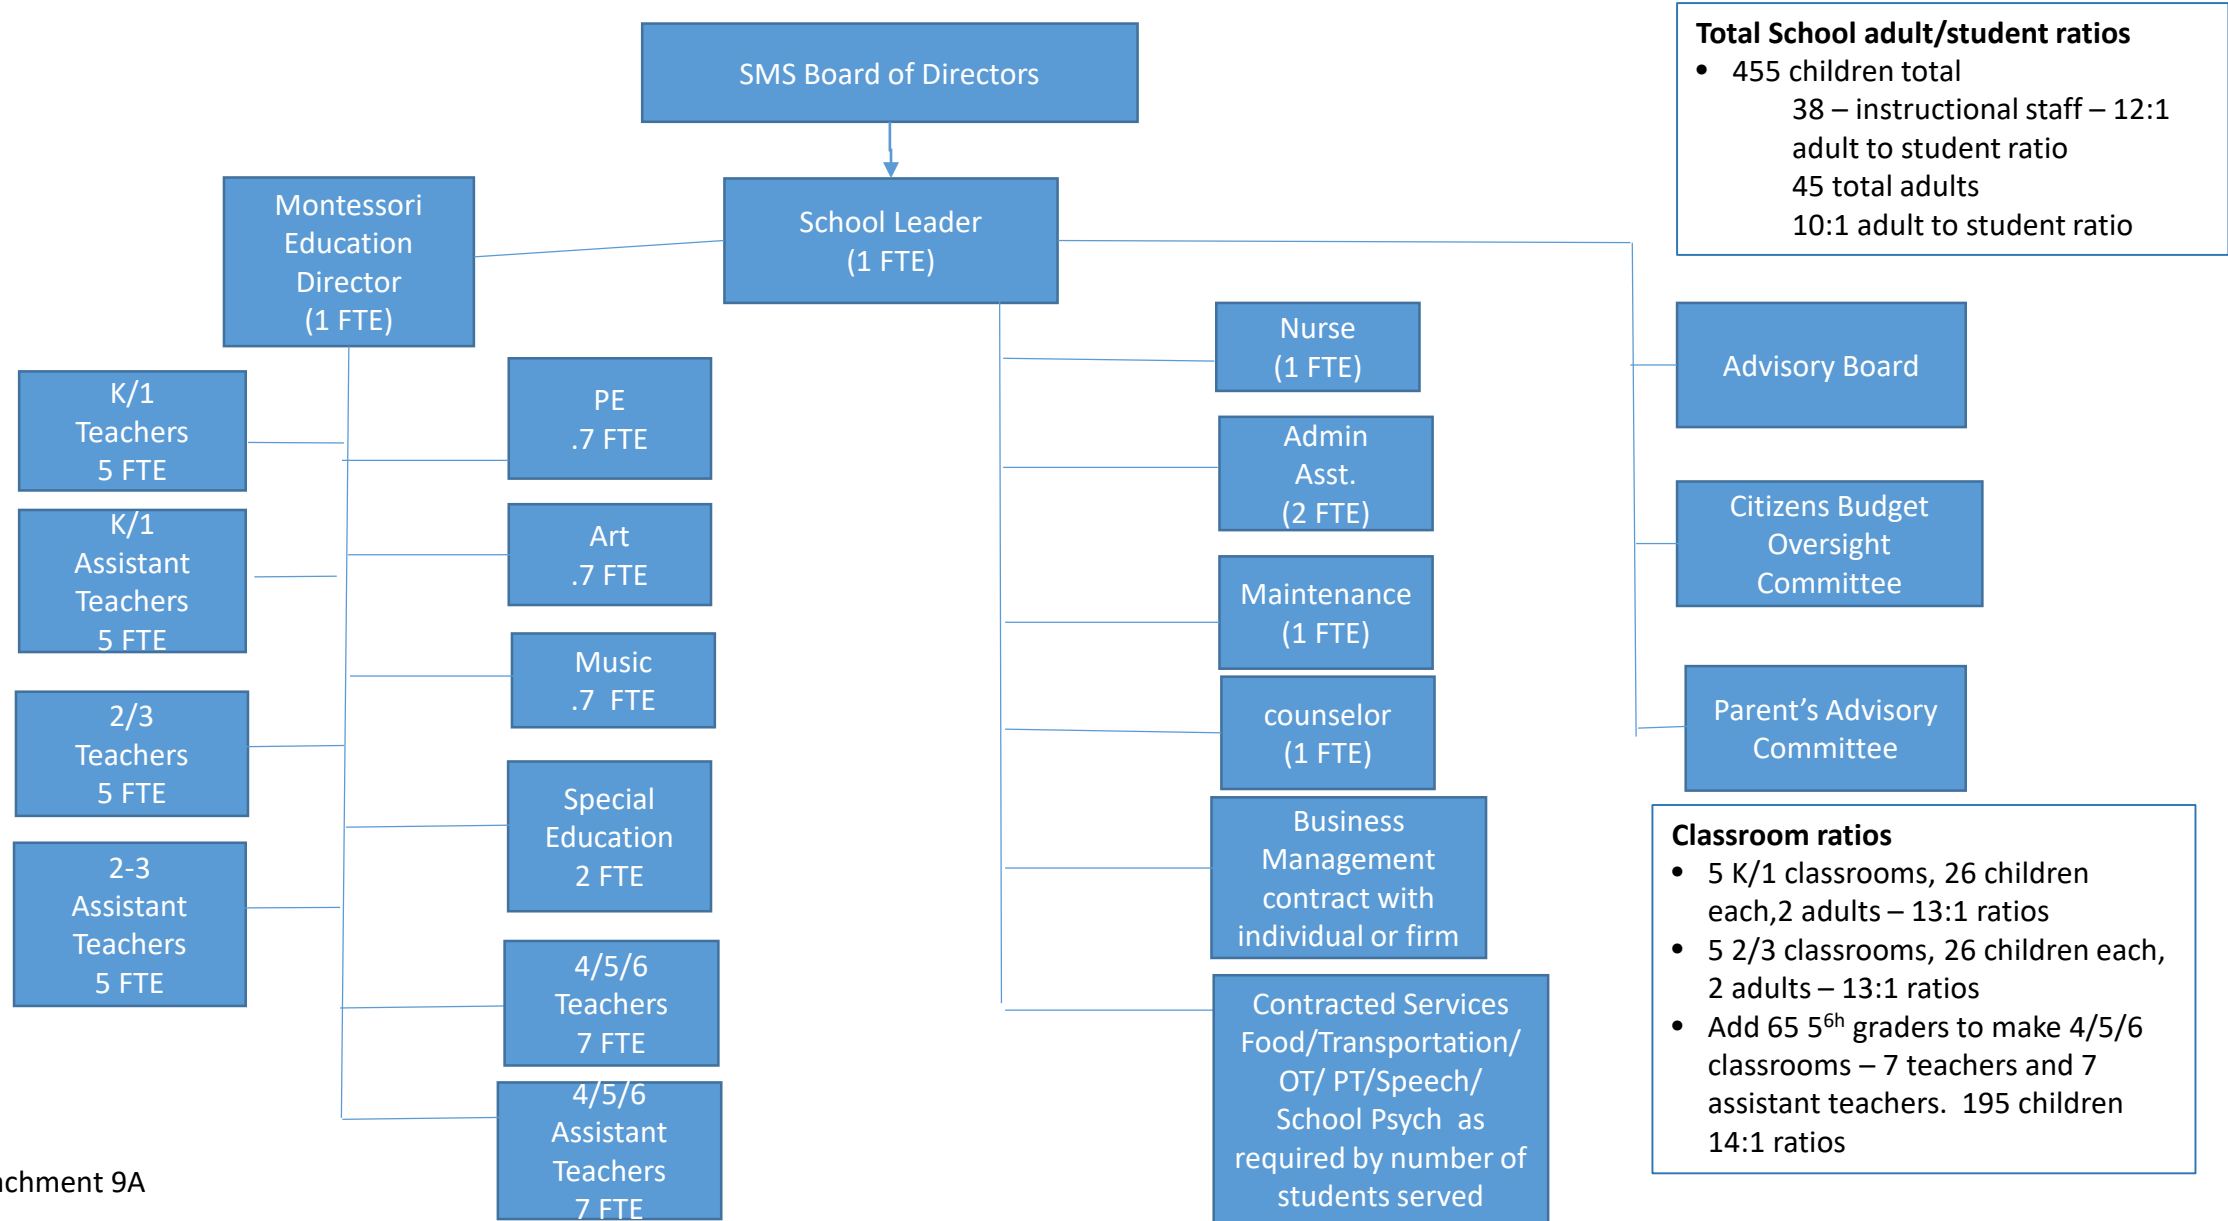 SMS Board of Directors
Total School adult/student ratios
• 455 children total
38 – instructional staff – 12:1
adult to student ratio
45 total adults
10:1 adult to student ratio
Montessori
Education
Director
(1 FTE)
School Leader
(1 FTE)
K/1
Teachers
5 FTE
K/1
Assistant
Teachers
5 FTE
2/3
Teachers
5 FTE
2-3
Assistant
Teachers
5 FTE
PE
.7 FTE
Art
.7 FTE
Music
.7 FTE
Special
Education
2 FTE
4/5/6
Teachers
7 FTE
4/5/6
Assistant
Teachers
7 FTE
Nurse
(1 FTE)
Admin
Asst.
(2 FTE)
Maintenance
(1 FTE)
counselor
(1 FTE)
Business
Management
contract with
individual or firm
Contracted Services
Food/Transportation/
OT/ PT/Speech/
School Psych as
required by number of
students served
Advisory Board
Citizens Budget
Oversight
Committee
Parent’s Advisory
Committee
Classroom ratios
• 5 K/1 classrooms, 26 children
each,2 adults – 13:1 ratios
• 5 2/3 classrooms, 26 children each,
2 adults – 13:1 ratios
• Add 65 56h graders to make 4/5/6
classrooms – 7 teachers and 7
assistant teachers. 195 children
14:1 ratios
achment 9A